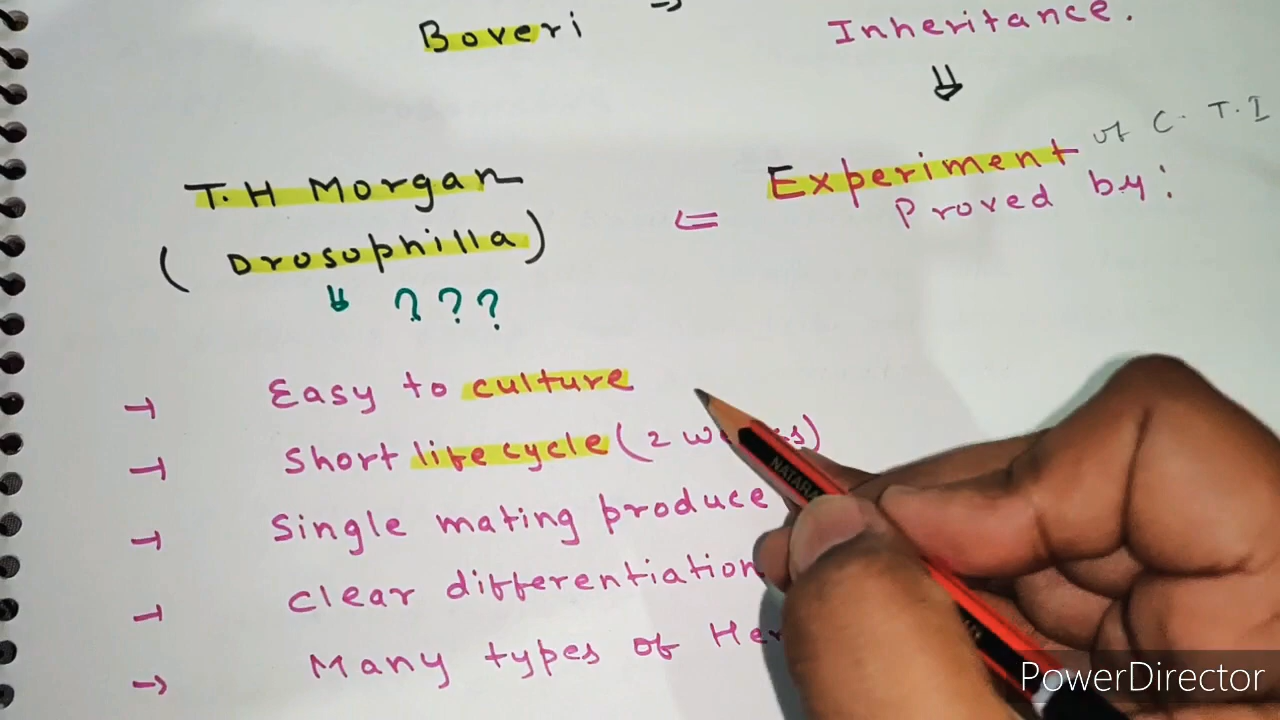 Boveri →
Inheritance.
⇓
Experiment of C.T.I
Proved by:
⇐
T.H Morgan
(Drosophilla)
⇓ ???
→ Easy to culture
→ Short life cycle (2
→ Single mating produce
→ Clear differentiation
→ Many types of
NATARA
PowerDirector